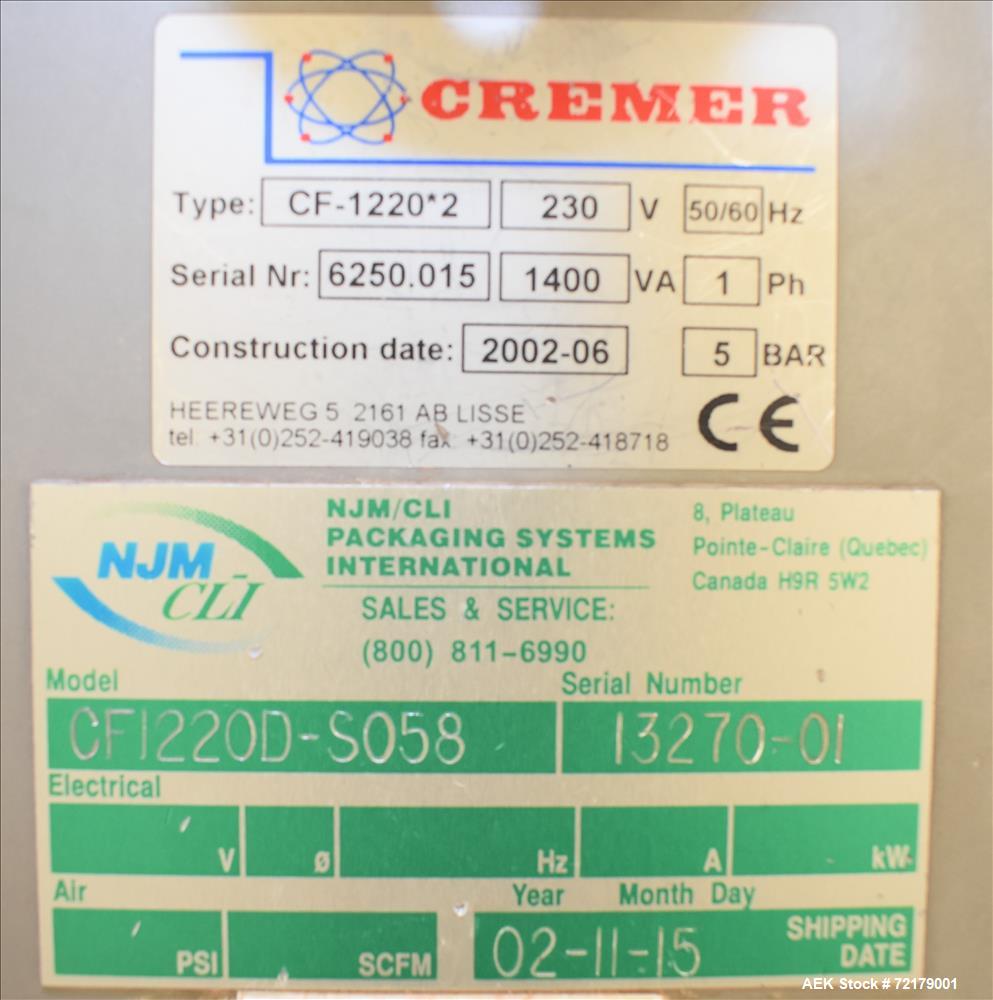 CREMER
Type: CF-1220*2 230 V 50/60 Hz
Serial Nr: 6250.015 1400 VA 1 Ph
Construction date: 2002-06 5 BAR
HEEREWEG 5 2161 AB LISSE
tel. +31(0)252-419038 fax. +31(0)252-418718
CE
NJM
CLI
NJM/CLI
PACKAGING SYSTEMS
INTERNATIONAL
SALES & SERVICE:
(800) 811-6990
8, Plateau
Pointe-Claire (Quebec)
Canada H9R 5W2
Model Serial Number
CF1220D-S058 13270-01
Electrical
V Ø Hz A kW
Air Year Month Day
PSI SCFM 02-11-15 SHIPPING
DATE
AEK Stock # 72179001